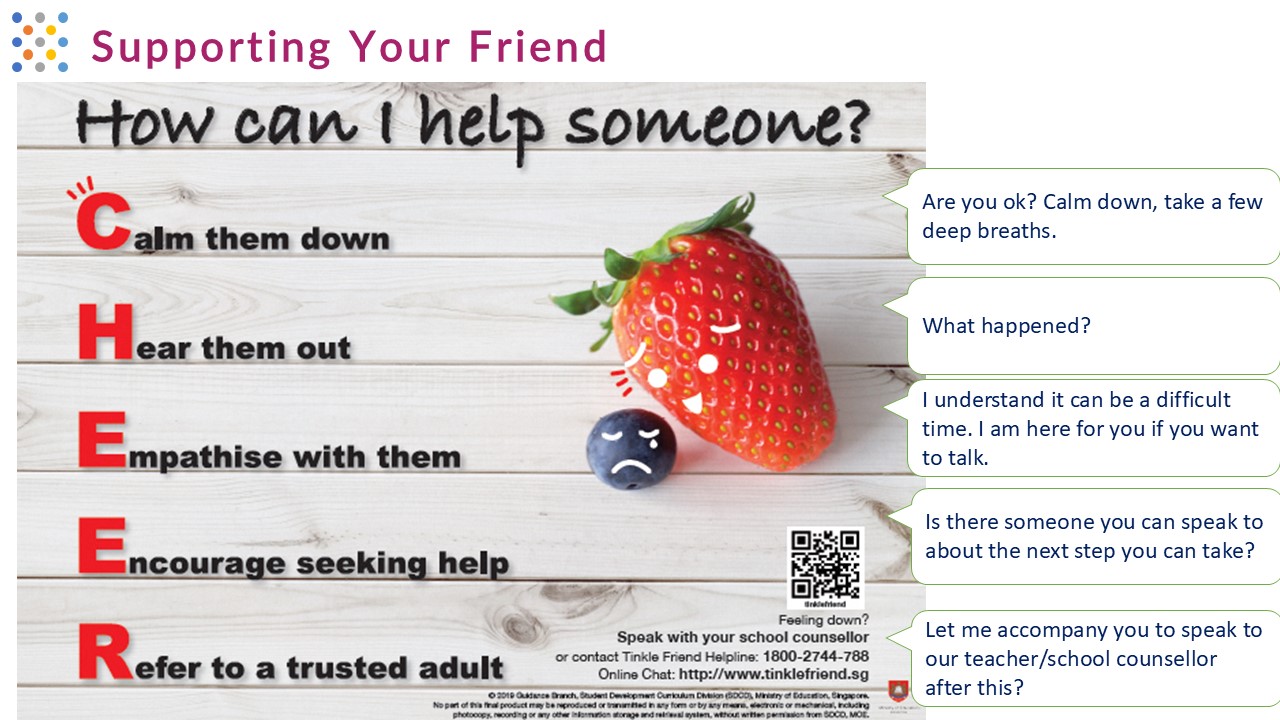 Supporting Your Friend
How can I help someone?
Calm them down
Are you ok? Calm down, take a few
deep breaths.
Hear them out
What happened?
Empathise with them
I understand it can be a difficult
time. I am here for you if you want
to talk.
Encourage seeking help
Is there someone you can speak to
about the next step you can take?
Refer to a trusted adult
Let me accompany you to speak to
our teacher/school counsellor
after this?
tinklefriend
Feeling down?
Speak with your school counsellor
or contact Tinkle Friend Helpline: 1800-2744-788
Online Chat: http://www.tinklefriend.sg
© 2019 Guidance Branch, Student Development Curriculum Division (SDCD), Ministry of Education, Singapore.
No part of this final product may be reproduced or transmitted in any form or by any means, electronic or mechanical, including
photocopy, recording or any other information storage and retrieval system, without written permission from SDCD, MOE.